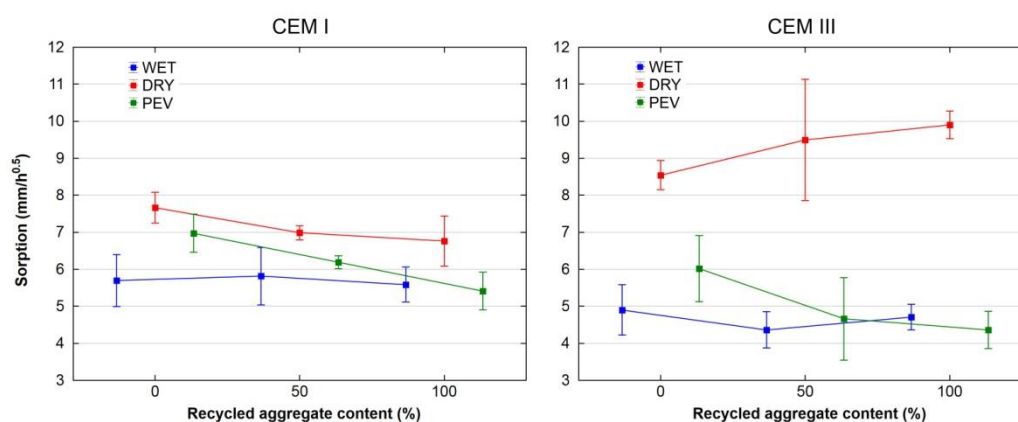 CEM I
12
11
10
9
8
7
6
5
4
3
Sorption (mm/h^0.5)
WET
DRY
PEV
0 50 100
Recycled aggregate content (%)
CEM III
12
11
10
9
8
7
6
5
4
3
WET
DRY
PEV
0 50 100
Recycled aggregate content (%)